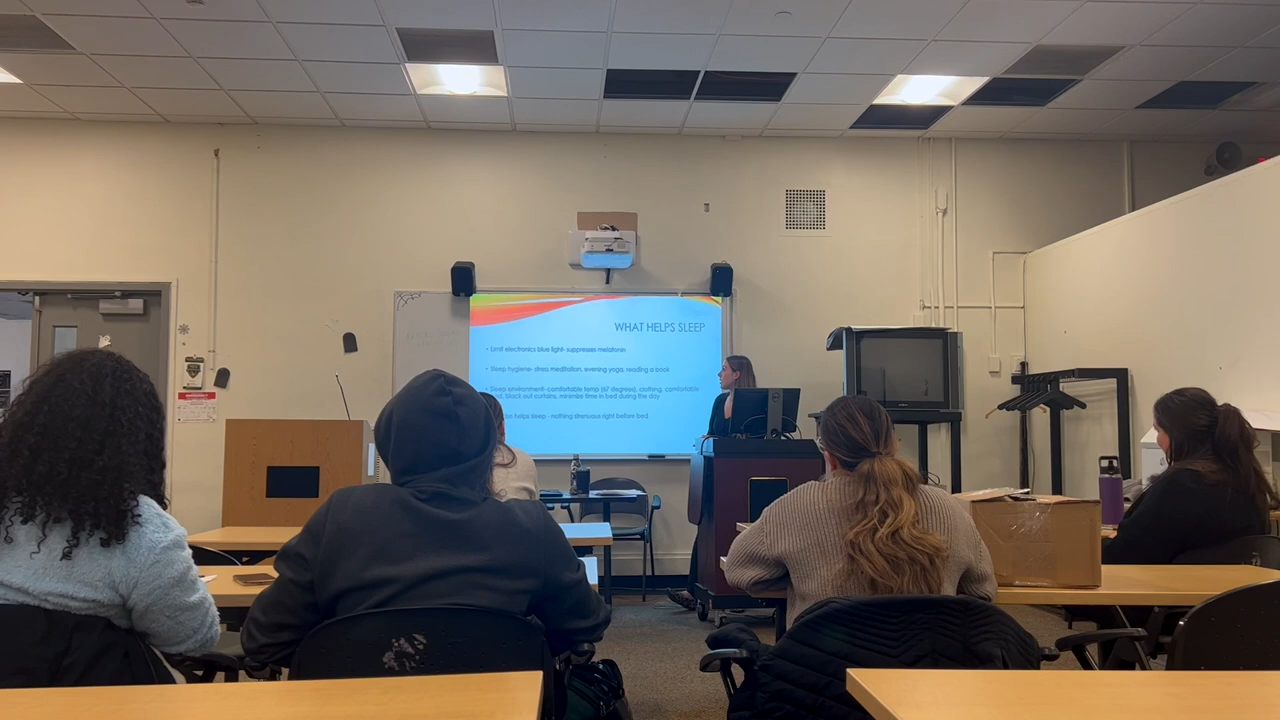 WHAT HELPS SLEEP
• Limit electronics blue light- suppresses melatonin
• Sleep hygiene- stress meditation, evening yoga, reading a book
• Sleep environment- comfortable temp (67 degrees), clothing, comfortable
black out curtains, minimize time in bed during the day
helps sleep - nothing strenuous right before bed